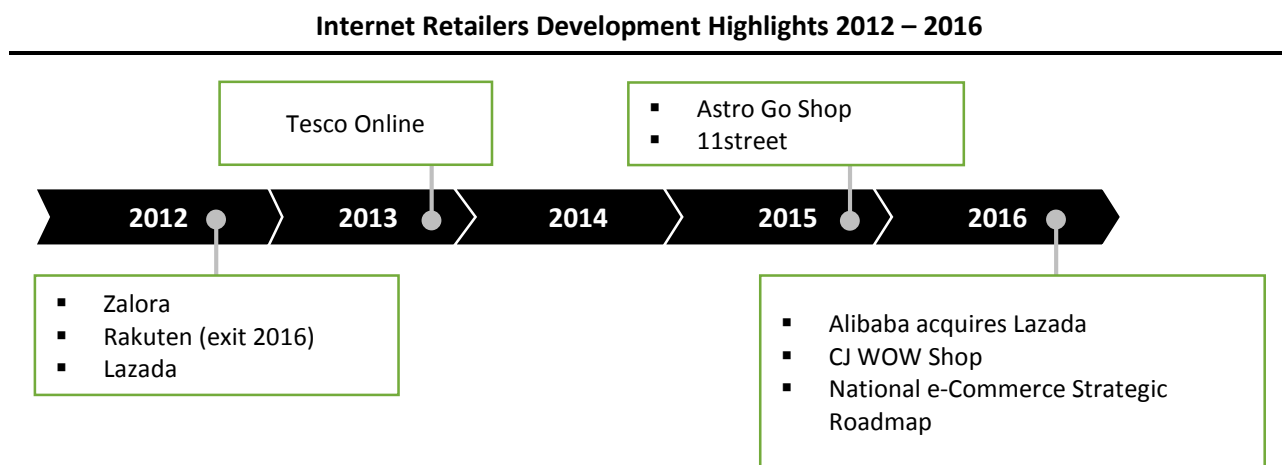 Internet Retailers Development Highlights 2012 – 2016
Tesco Online
▪ Astro Go Shop
▪ 11street
2012 2013 2014 2015 2016
▪ Zalora
▪ Rakuten (exit 2016)
▪ Lazada
▪ Alibaba acquires Lazada
▪ CJ WOW Shop
▪ National e-Commerce Strategic
Roadmap